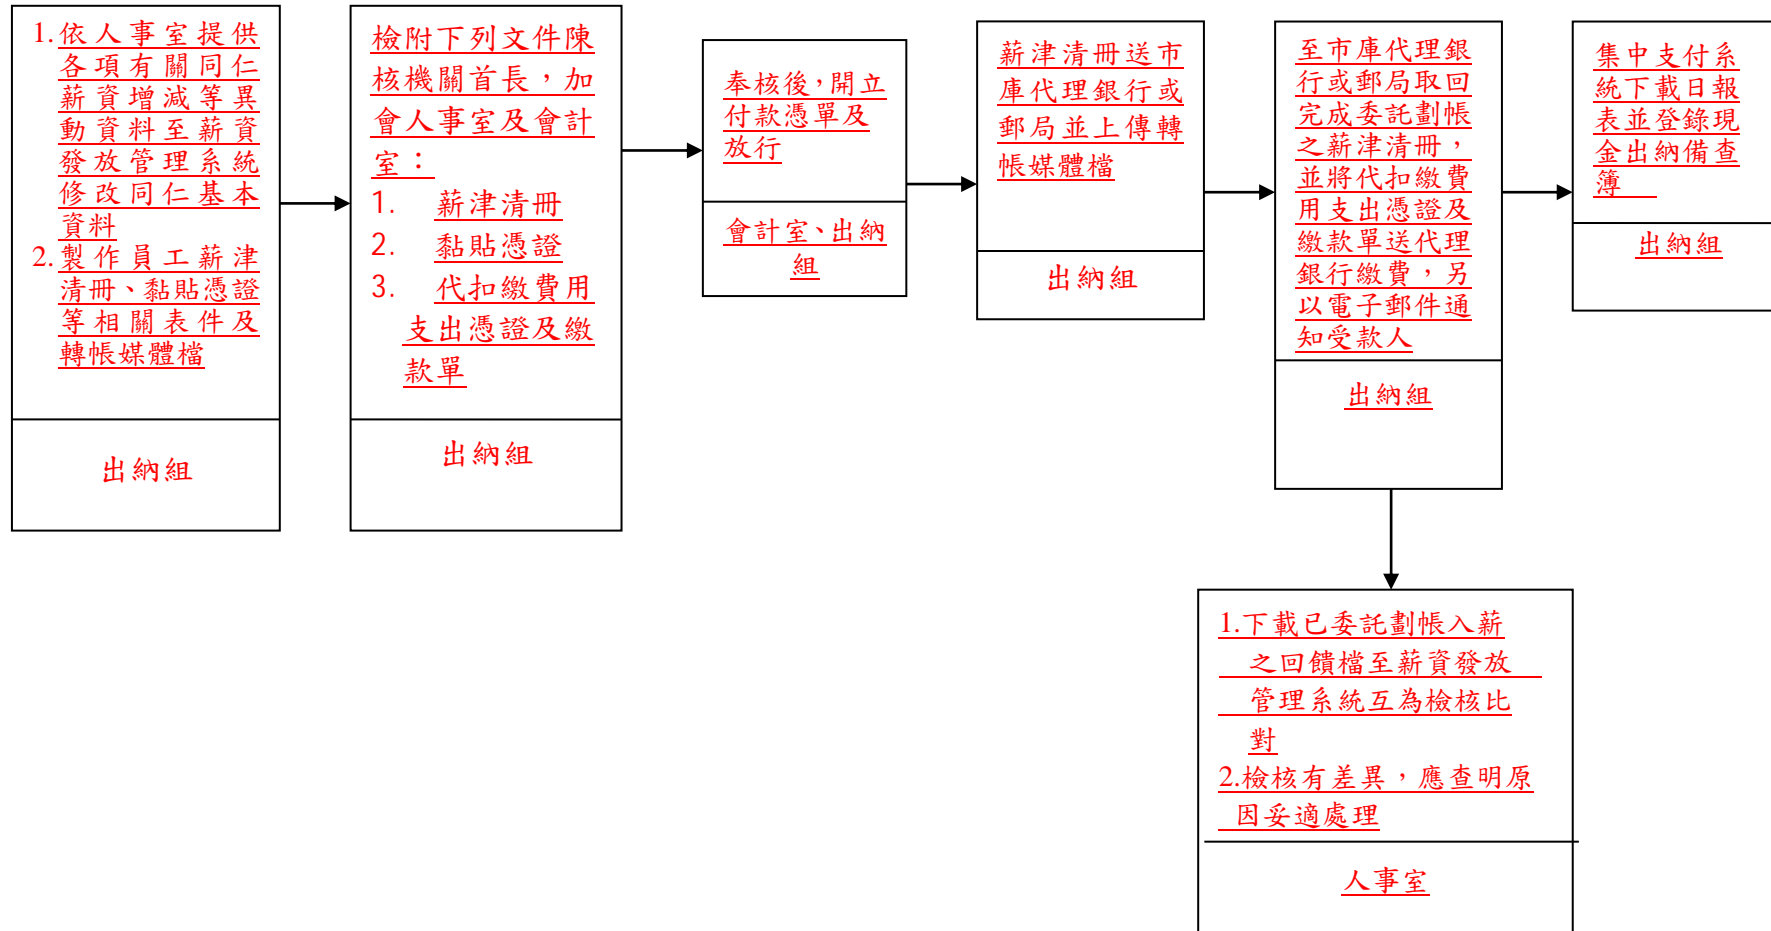 1.依人事室提供
各項有關同仁
薪資增減等異
動資料至薪資
發放管理系統
修改同仁基本
資料
2.製作員工薪津
清冊、黏貼憑證
等相關表件及
轉帳媒體檔
出納組
檢附下列文件陳
核機關首長，加
會人事室及會計
室：
1. 薪津清冊
2. 黏貼憑證
3. 代扣繳費用
支出憑證及繳
款單
出納組
奉核後，開立
付款憑單及
放行
會計室、出納
組
薪津清冊送市
庫代理銀行或
郵局並上傳轉
帳媒體檔
出納組
至市庫代理銀
行或郵局取回
完成委託劃帳
之薪津清冊，
並將代扣繳費
用支出憑證及
繳款單送代理
銀行繳費，另
以電子郵件通
知受款人
出納組
集中支付系
統下載日報
表並登錄現
金出納備查
簿
出納組
1.下載已委託劃帳入薪
之回饋檔至薪資發放
管理系統互為檢核比
對
2.檢核有差異，應查明原
因妥適處理
人事室